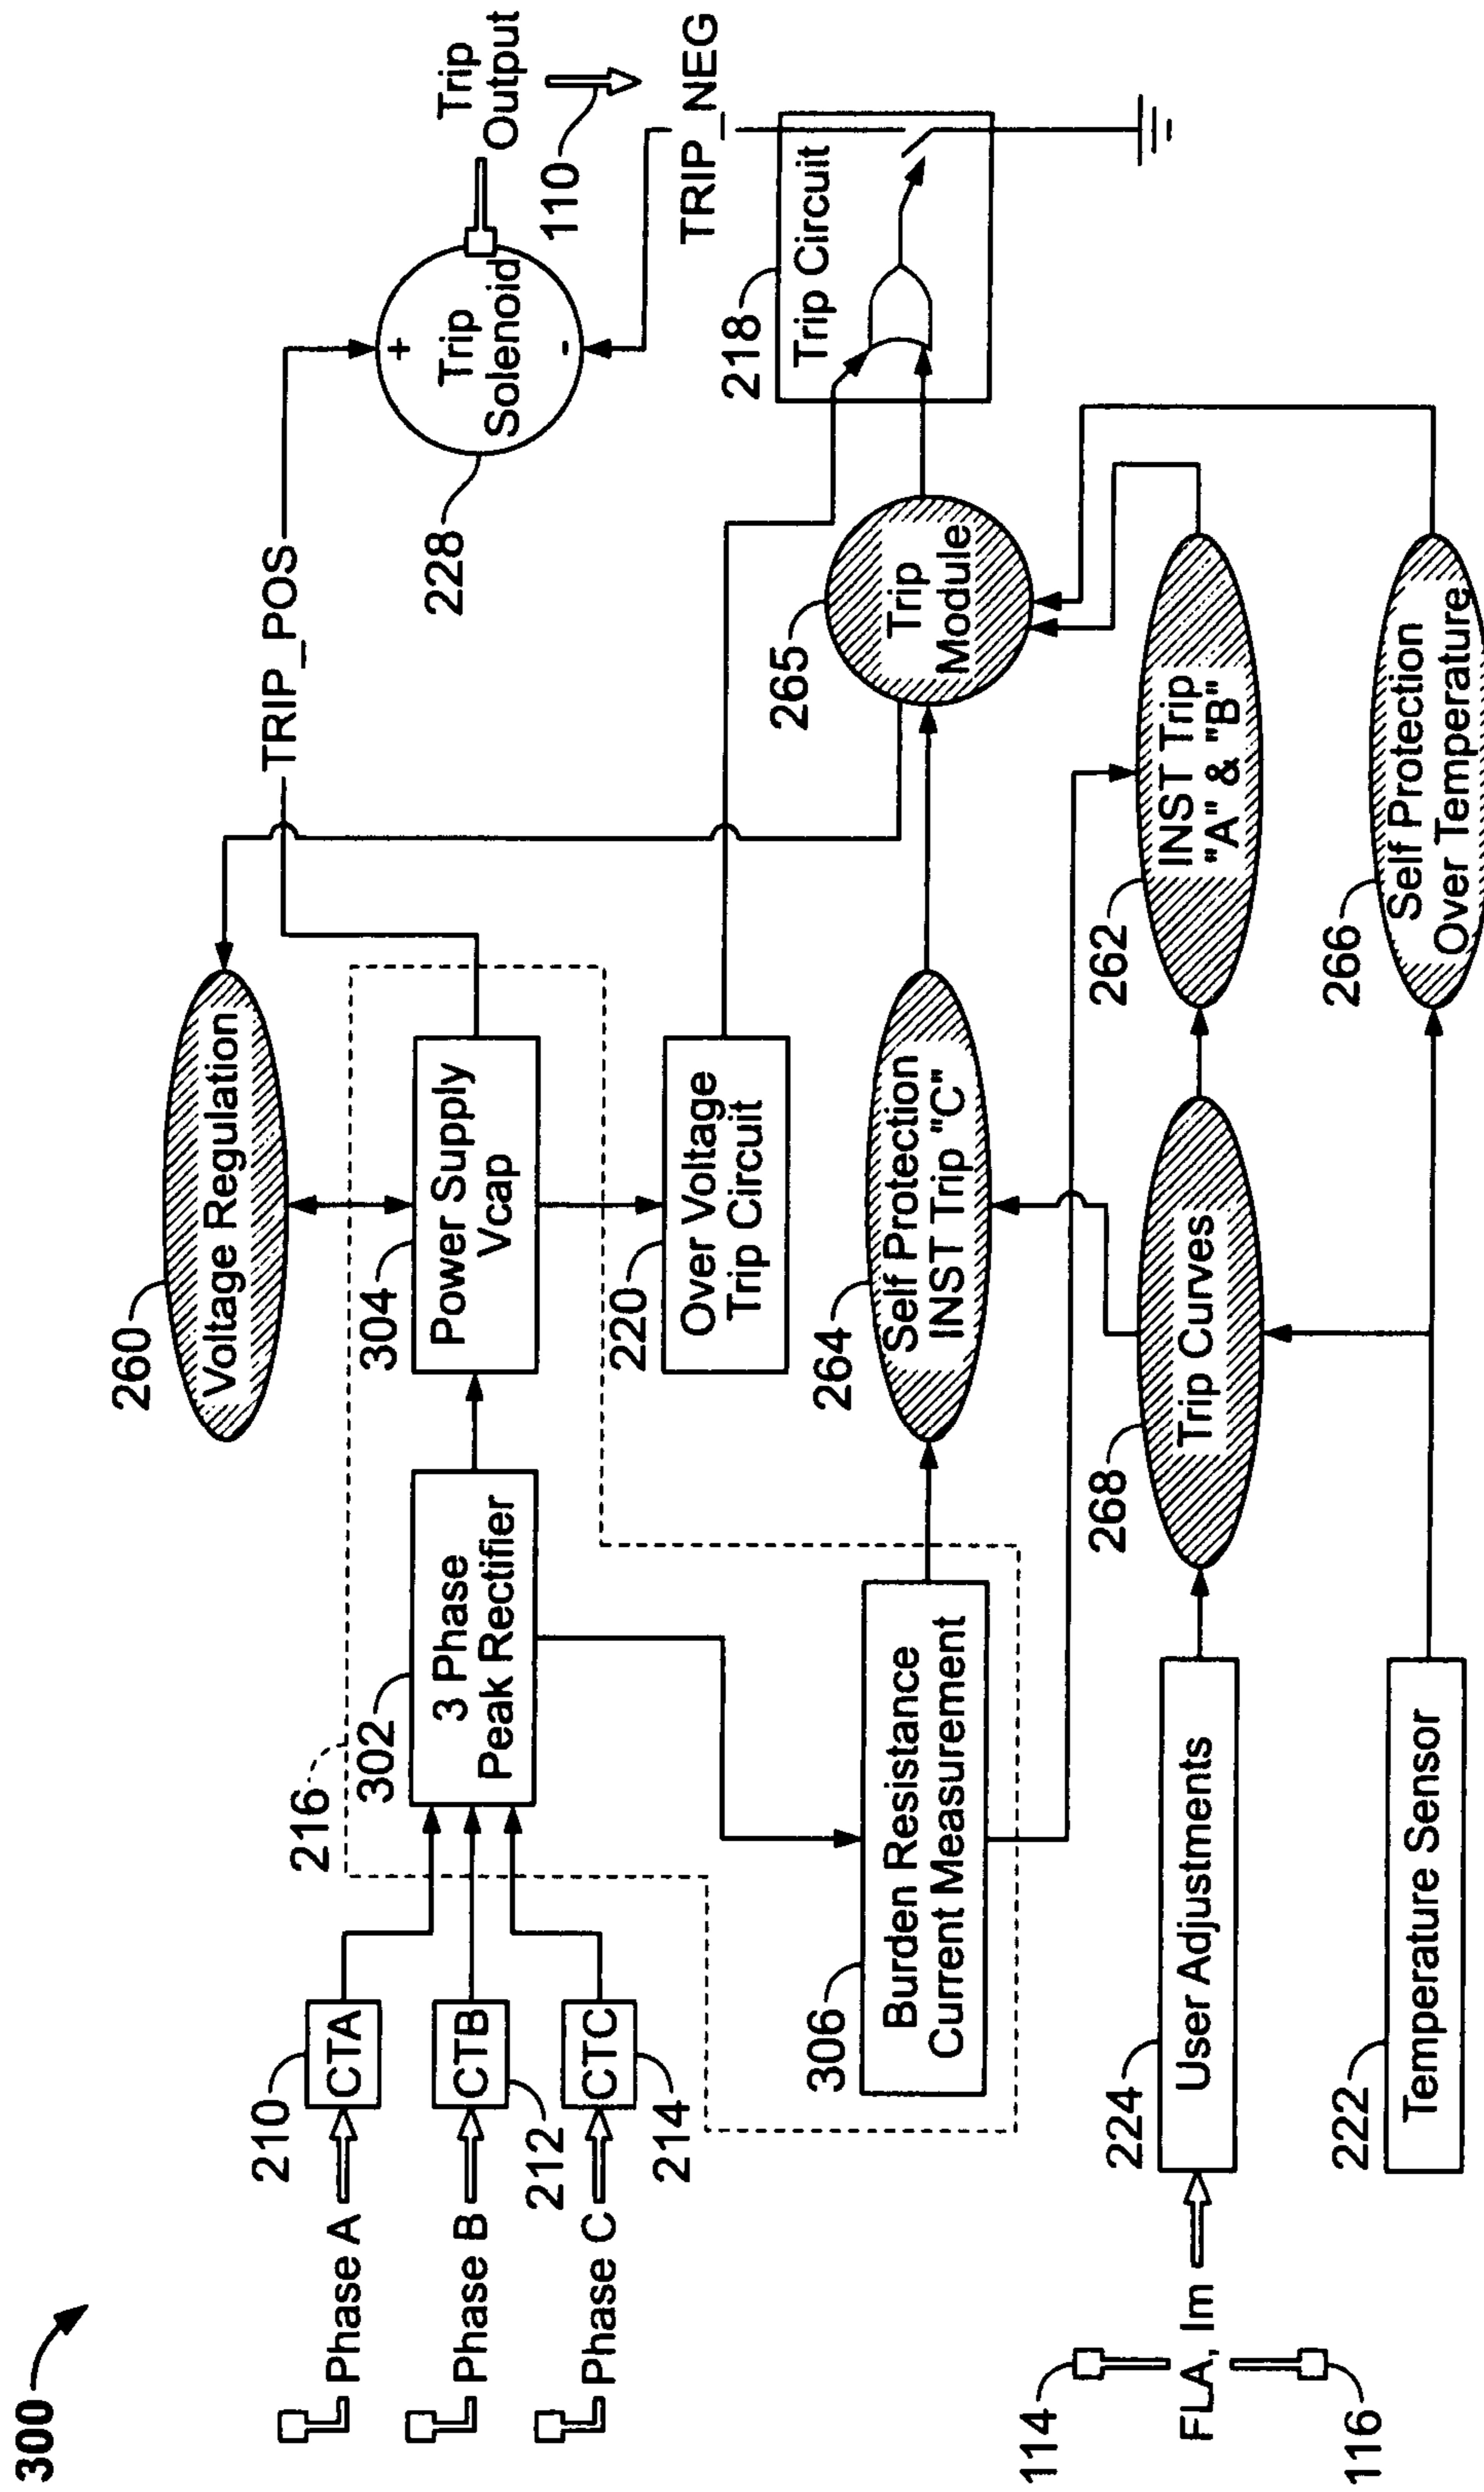 300
Phase A
Phase B
Phase C
210
CTA
CTB
212
CTC
214
216
302
3 Phase
Peak Rectifier
304
Power Supply
Vcap
260
Voltage Regulation
TRIP_POS
220
Over Voltage
Trip Circuit
228
+
Trip
Solenoid
-
Trip
Output
110
TRIP_NEG
218
Trip Circuit
306
Burden Resistance
Current Measurement
264
Self Protection
INST Trip "C"
265
Trip
Module
114
FLA, Im
116
224
User Adjustments
268
Trip Curves
262
INST Trip
"A" & "B"
222
Temperature Sensor
266
Self Protection
Over Temperature